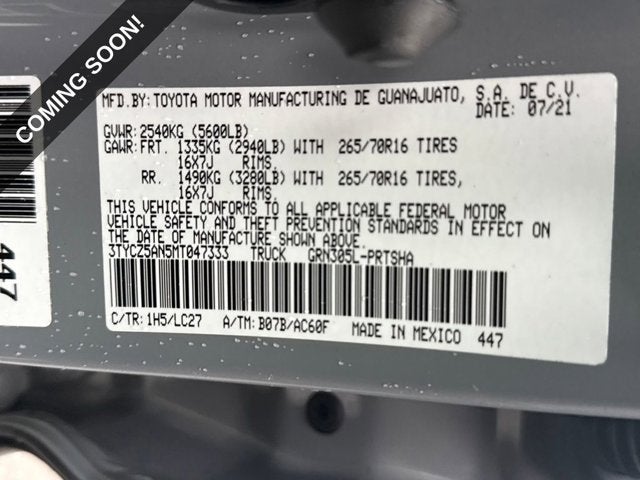 COMING SOON!
MFD.BY:TOYOTA MOTOR MANUFACTURING DE GUANAJUATO, S.A. DE C.V.
DATE: 07/21
GVWR:2540KG (5600LB)
GAWR:FRT. 1335KG (2940LB) WITH 265/70R16 TIRES
16X7J RIMS,
RR. 1490KG (3280LB) WITH 265/70R16 TIRES,
16X7J RIMS,
THIS VEHICLE CONFORMS TO ALL APPLICABLE FEDERAL MOTOR
VEHICLE SAFETY AND THEFT PREVENTION STANDARDS IN EFFECT ON
THE DATE OF MANUFACTURE SHOWN ABOVE.
3TYCZ5AN5MT047333 TRUCK GRN305L-PRTSHA
C/TR: 1H5/LC27 A/TM: B07B/AC60F MADE IN MEXICO 447
447